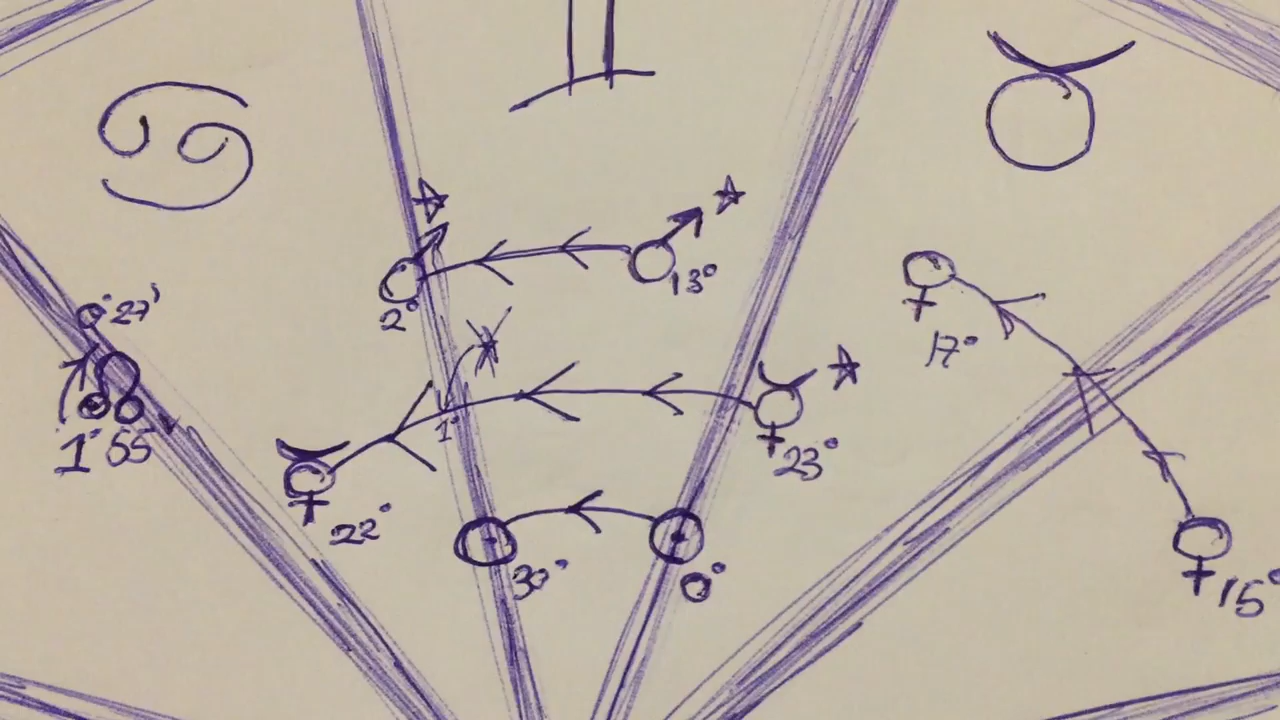 ♋ ♊ ♉
♂ 2° ♂ 13°
27'
☊ 1° 55'
♀ 17°
1°
☿ 23°
☿ 22°
☉ 30° ☉ 0°
♀ 15°